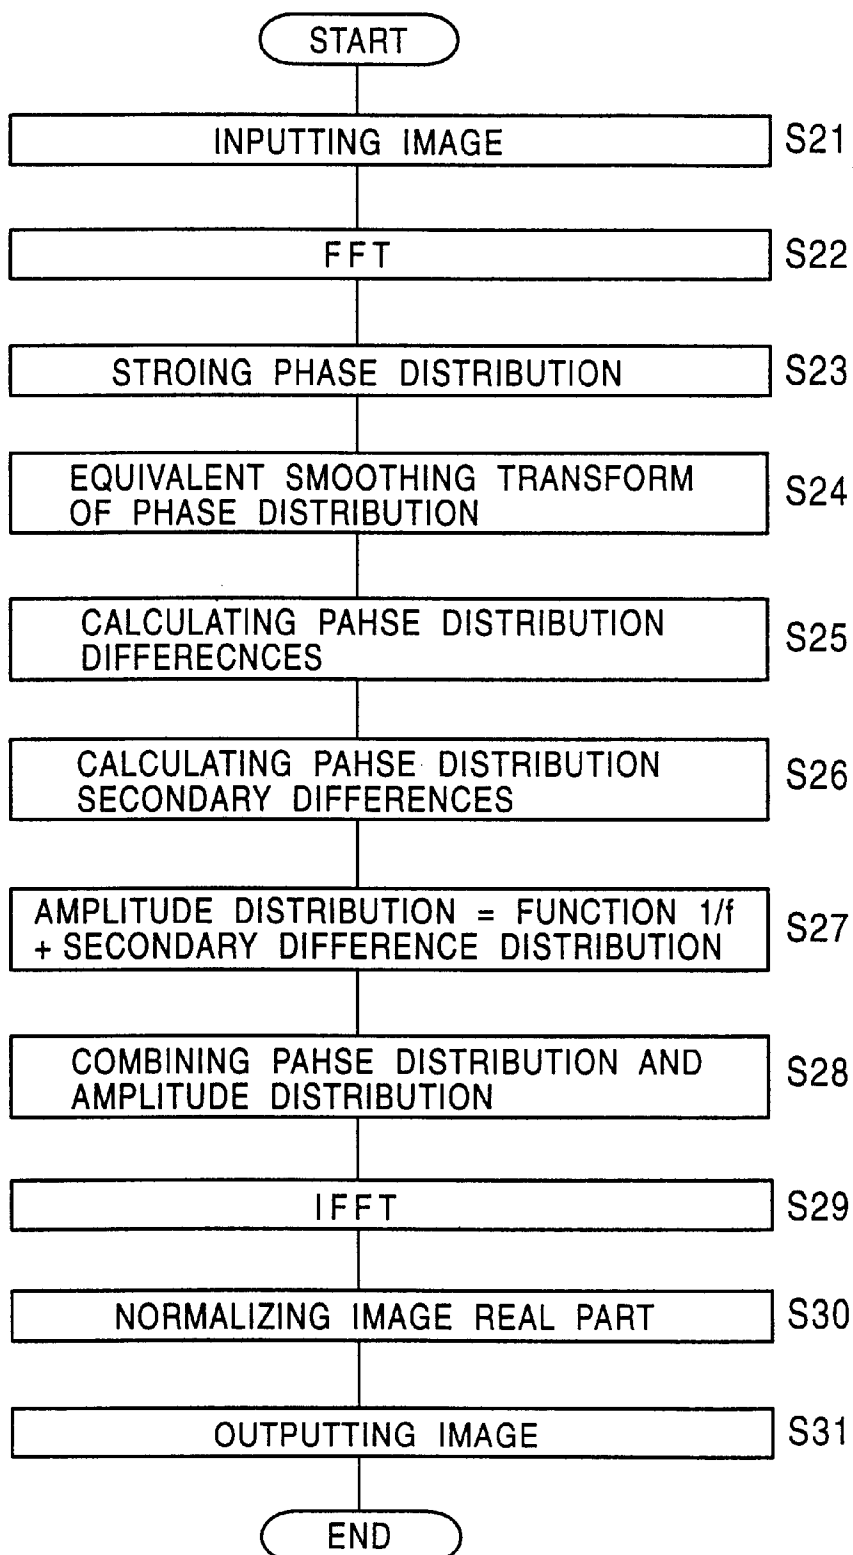 START
INPUTTING IMAGE S21
FFT S22
STROING PHASE DISTRIBUTION S23
EQUIVALENT SMOOTHING TRANSFORM
OF PHASE DISTRIBUTION
S24
CALCULATING PAHSE DISTRIBUTION
DIFFERECNCES
S25
CALCULATING PAHSE DISTRIBUTION
SECONDARY DIFFERENCES
S26
AMPLITUDE DISTRIBUTION = FUNCTION 1/f
+ SECONDARY DIFFERENCE DISTRIBUTION
S27
COMBINING PAHSE DISTRIBUTION AND
AMPLITUDE DISTRIBUTION
S28
IFFT S29
NORMALIZING IMAGE REAL PART S30
OUTPUTTING IMAGE S31
END